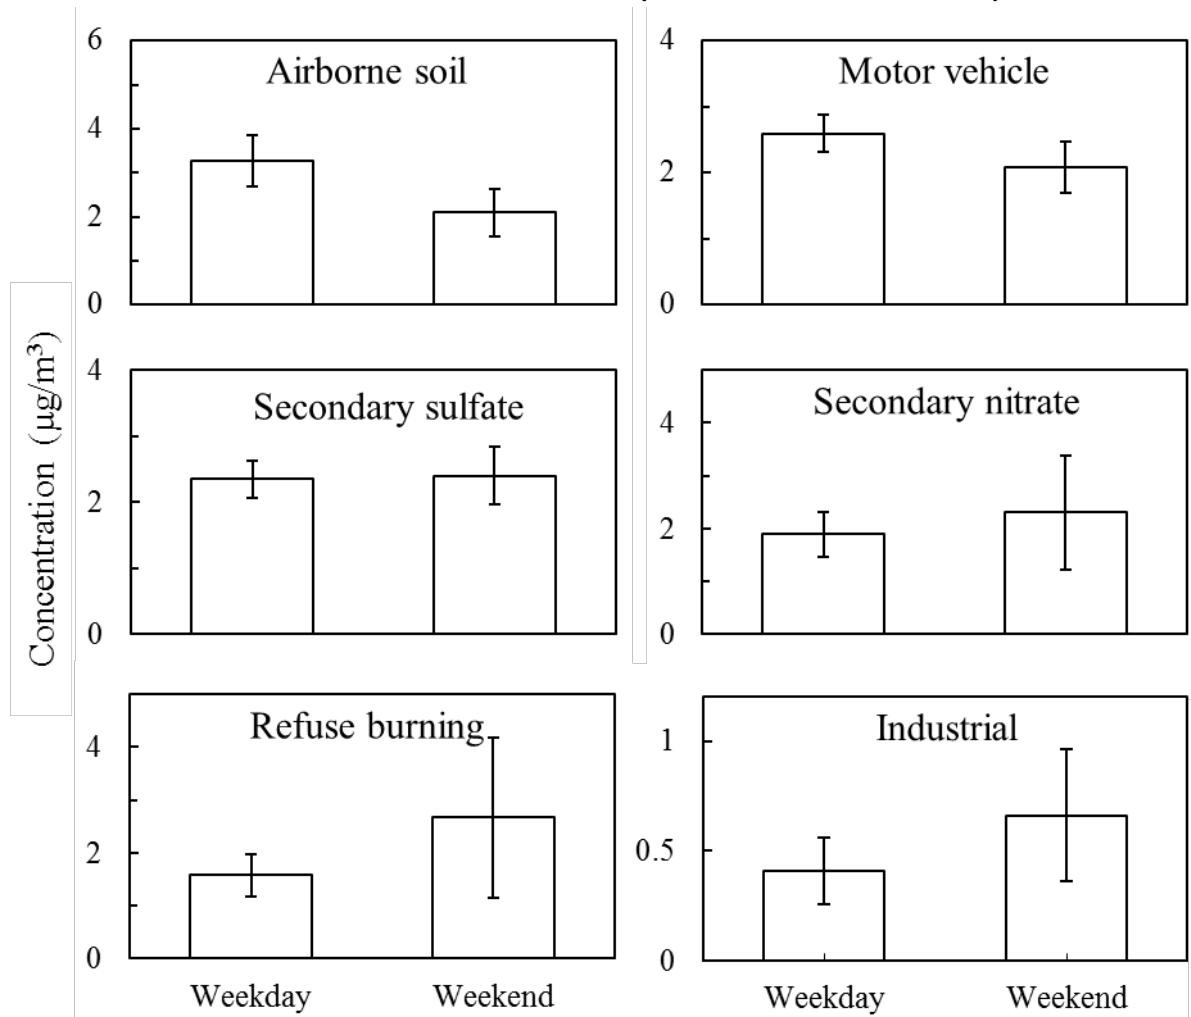 Concentration (μg/m³)
6
Airborne soil
4
2
0
4
Motor vehicle
2
0
4
Secondary sulfate
2
0
Secondary nitrate
4
2
0
Refuse burning
4
2
0
Weekday Weekend
Industrial
1
0.5
0
Weekday Weekend